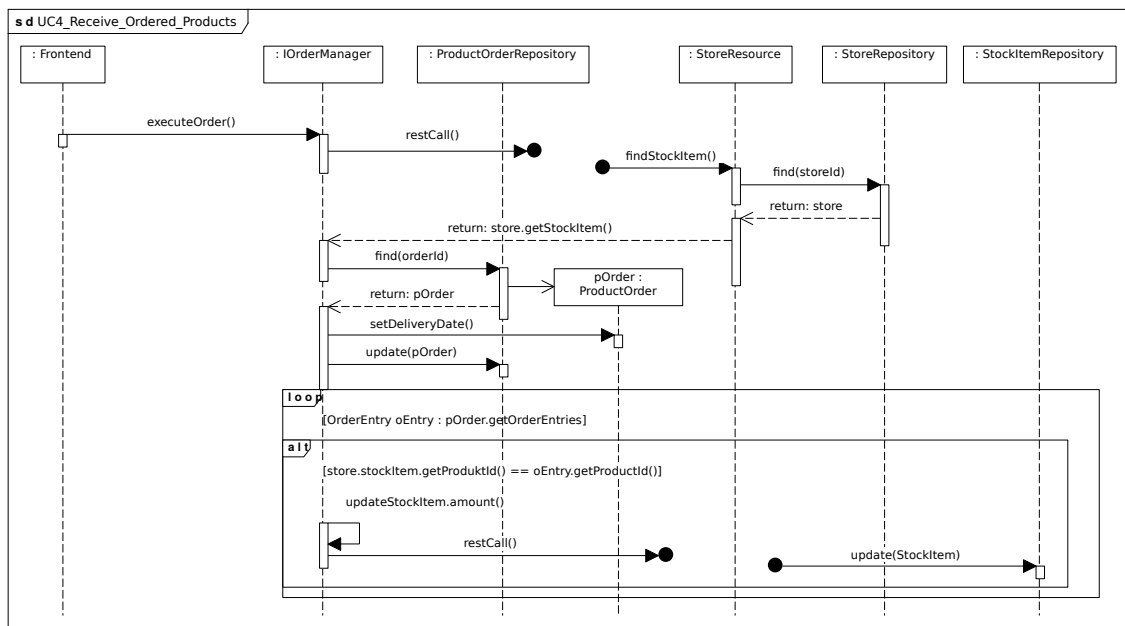 sd UC4_Receive_Ordered_Products
: Frontend
: IOrderManager
: ProductOrderRepository
: StoreResource
: StoreRepository
: StockItemRepository
executeOrder()
restCall()
findStockItem()
find(storeId)
return: store
return: store.getStockItem()
find(orderId)
pOrder :
ProductOrder
return: pOrder
setDeliveryDate()
update(pOrder)
loop
[OrderEntry oEntry : pOrder.getOrderEntries]
alt
[store.stockItem.getProduktId() == oEntry.getProductId()]
updateStockItem.amount()
restCall()
update(StockItem)